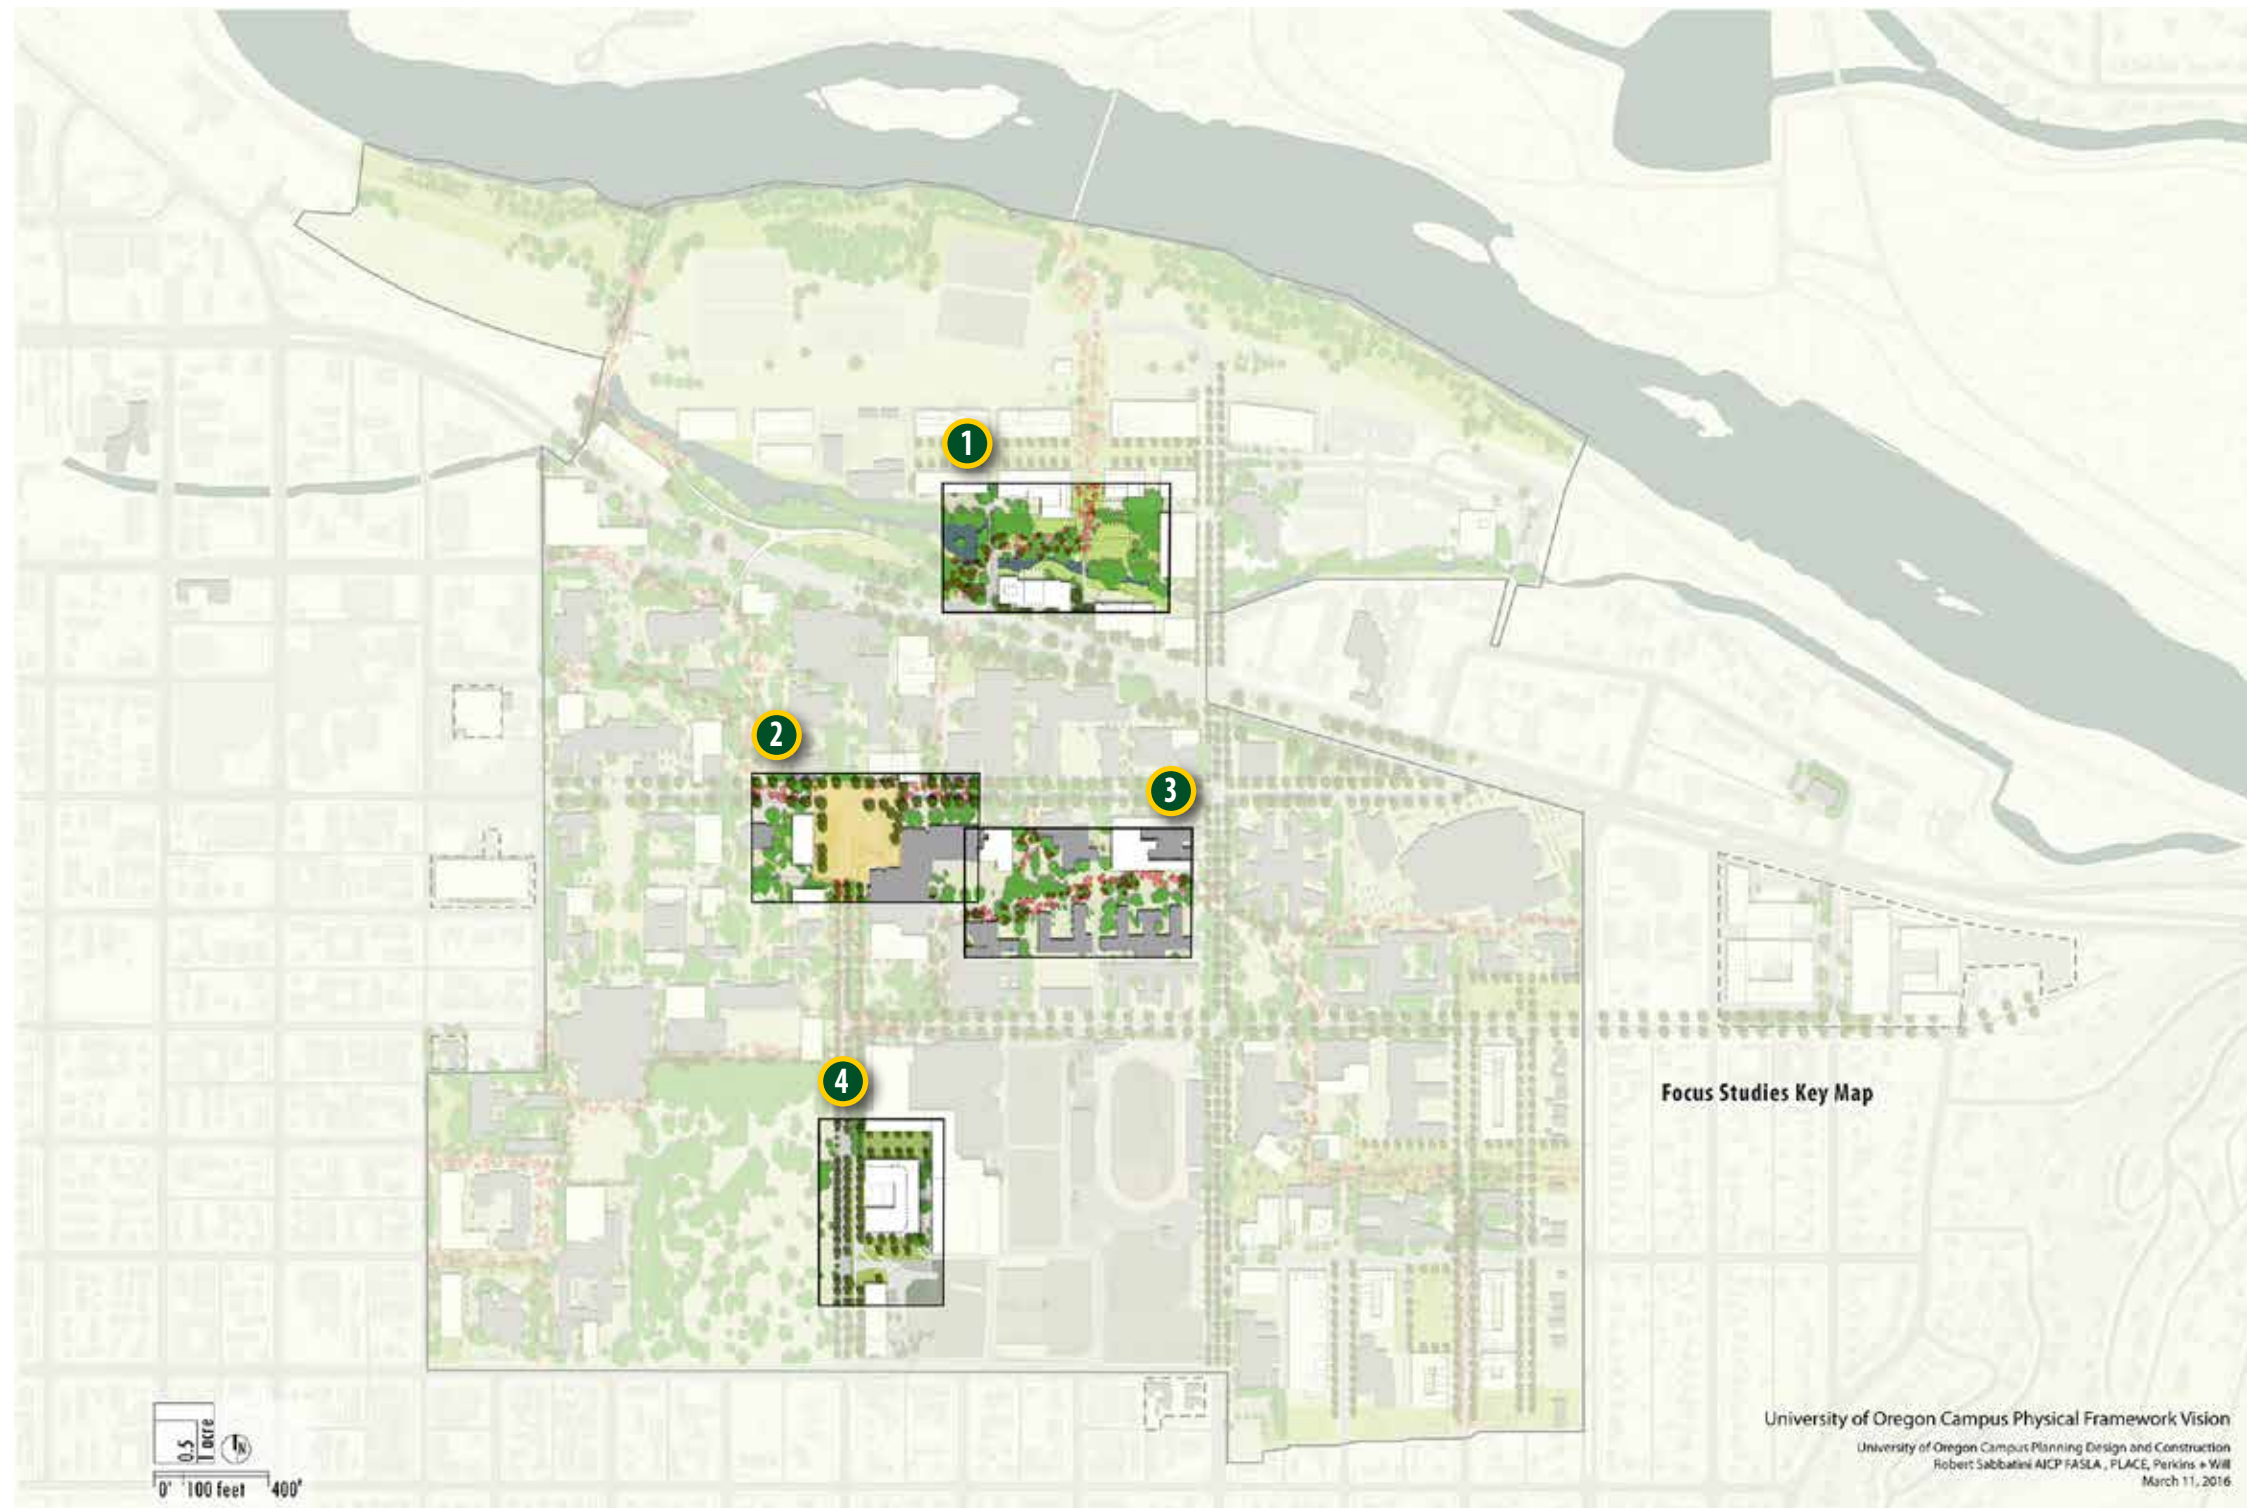 1
2
3
4
Focus Studies Key Map
0.5
1 acre
N
0' 100 feet 400'
University of Oregon Campus Physical Framework Vision
University of Oregon Campus Planning Design and Construction
Robert Sabbatini AICP FASLA , PLACE, Perkins + Will
March 11, 2016